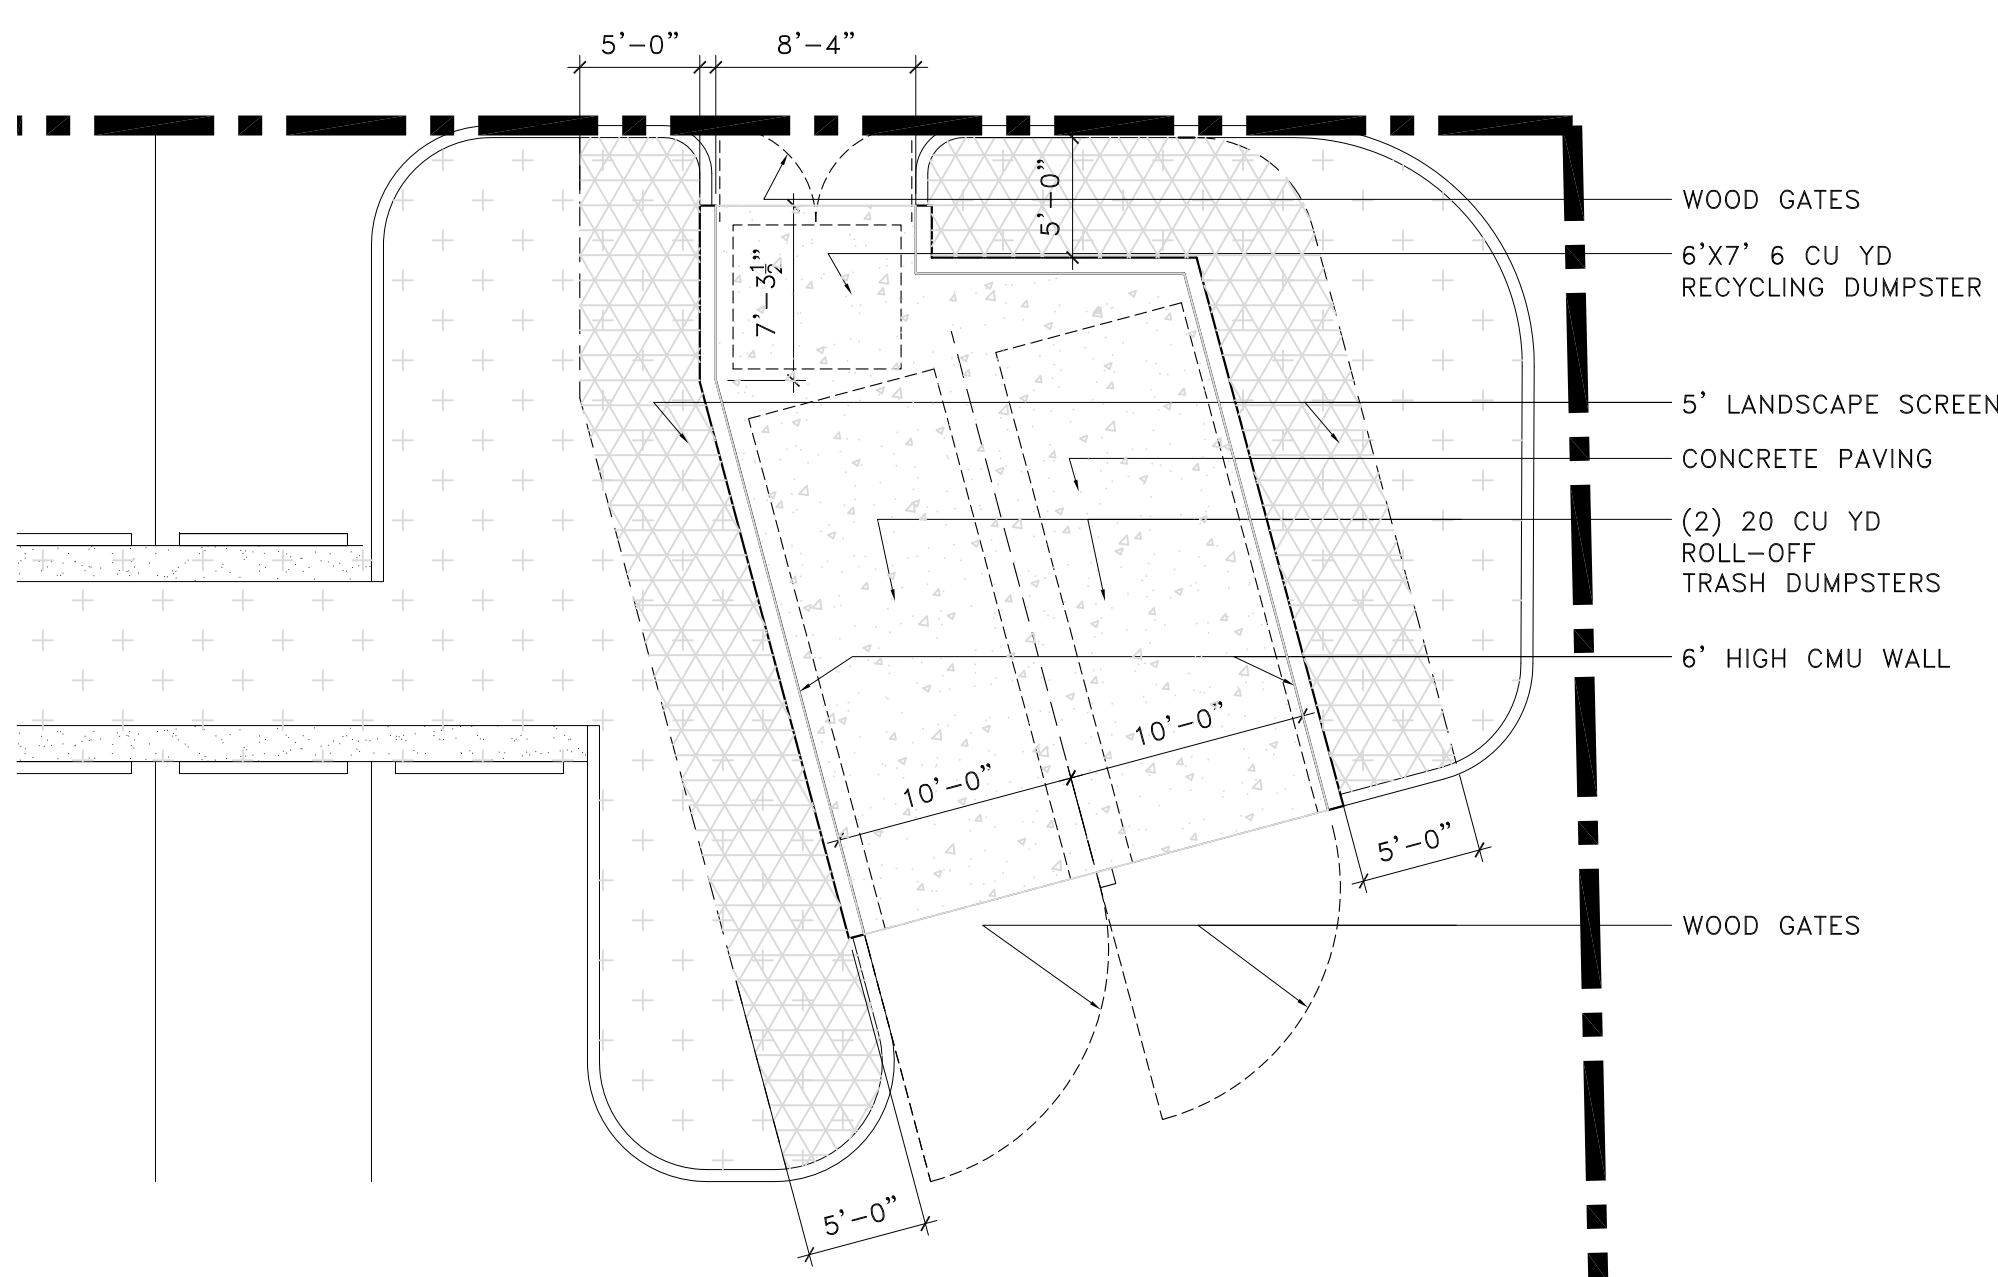 5'-0"
8'-4"
5'-0"
7'-3½"
WOOD GATES
6'X7' 6 CU YD
RECYCLING DUMPSTER
5' LANDSCAPE SCREEN
CONCRETE PAVING
(2) 20 CU YD
ROLL-OFF
TRASH DUMPSTERS
6' HIGH CMU WALL
10'-0"
10'-0"
5'-0"
WOOD GATES
5'-0"